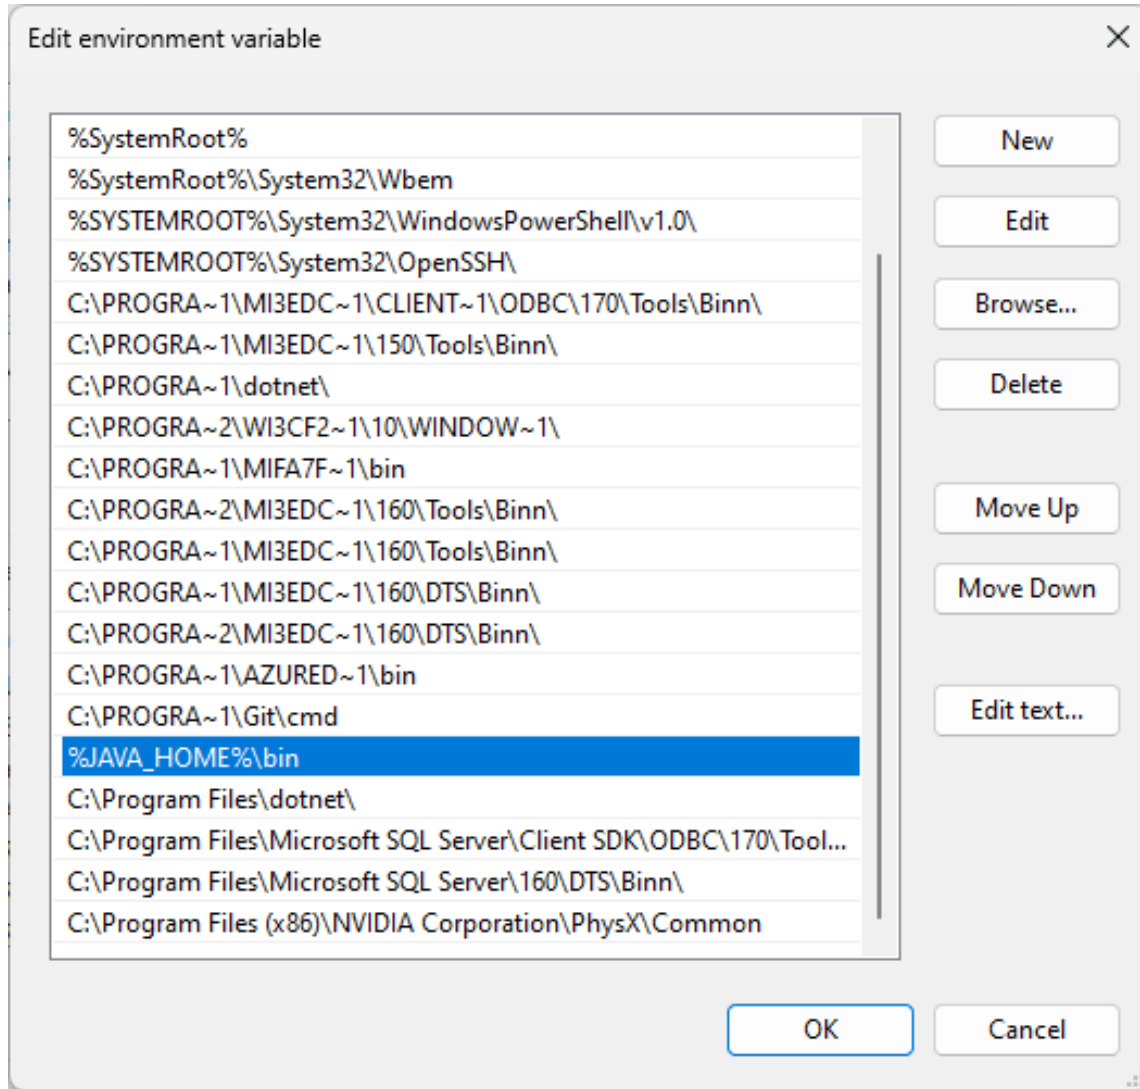 Edit environment variable
%SystemRoot%
%SystemRoot%\System32\Wbem
%SYSTEMROOT%\System32\WindowsPowerShell\v1.0\
%SYSTEMROOT%\System32\OpenSSH\
C:\PROGRA~1\MI3EDC~1\CLIENT~1\ODBC\170\Tools\Binn\
C:\PROGRA~1\MI3EDC~1\150\Tools\Binn\
C:\PROGRA~1\dotnet\
C:\PROGRA~2\WI3CF2~1\10\WINDOW~1\
C:\PROGRA~1\MIFA7F~1\bin
C:\PROGRA~2\MI3EDC~1\160\Tools\Binn\
C:\PROGRA~1\MI3EDC~1\160\Tools\Binn\
C:\PROGRA~1\MI3EDC~1\160\DTS\Binn\
C:\PROGRA~2\MI3EDC~1\160\DTS\Binn\
C:\PROGRA~1\AZURED~1\bin
C:\PROGRA~1\Git\cmd
%JAVA_HOME%\bin
C:\Program Files\dotnet\
C:\Program Files\Microsoft SQL Server\Client SDK\ODBC\170\Tool...
C:\Program Files\Microsoft SQL Server\160\DTS\Binn\
C:\Program Files (x86)\NVIDIA Corporation\PhysX\Common
New
Edit
Browse...
Delete
Move Up
Move Down
Edit text...
OK
Cancel